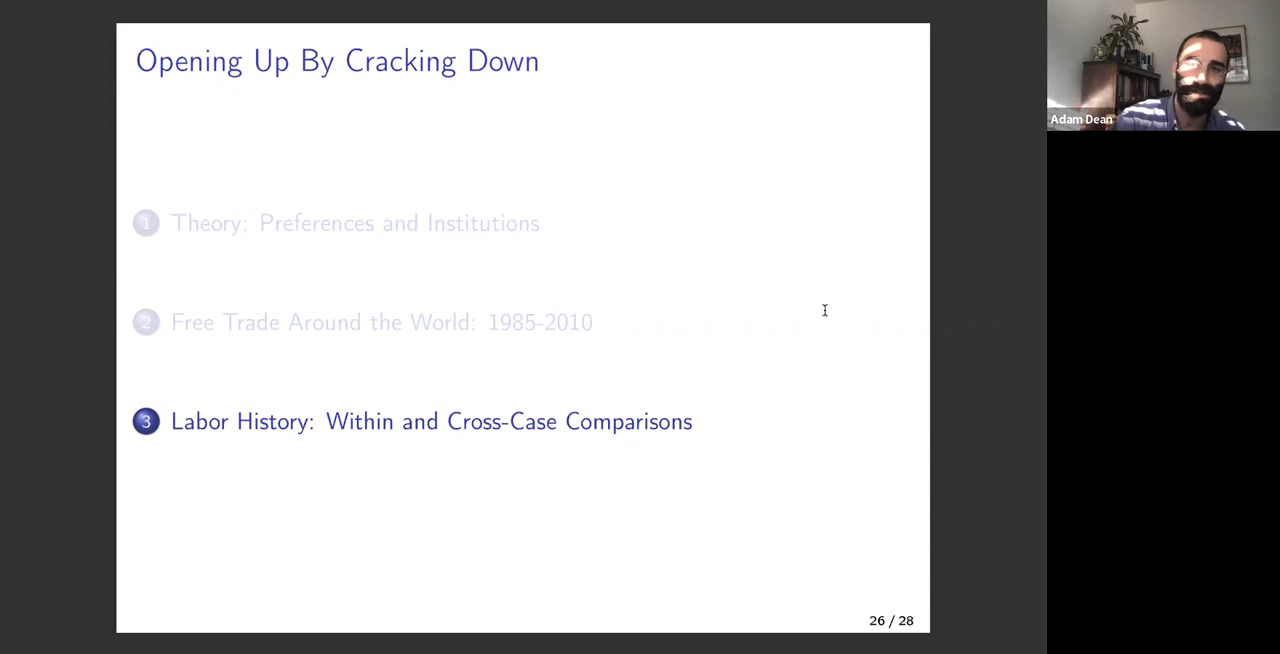 Opening Up By Cracking Down
Adam Dean
1 Theory: Preferences and Institutions
2 Free Trade Around the World: 1985-2010
3 Labor History: Within and Cross-Case Comparisons
26 / 28